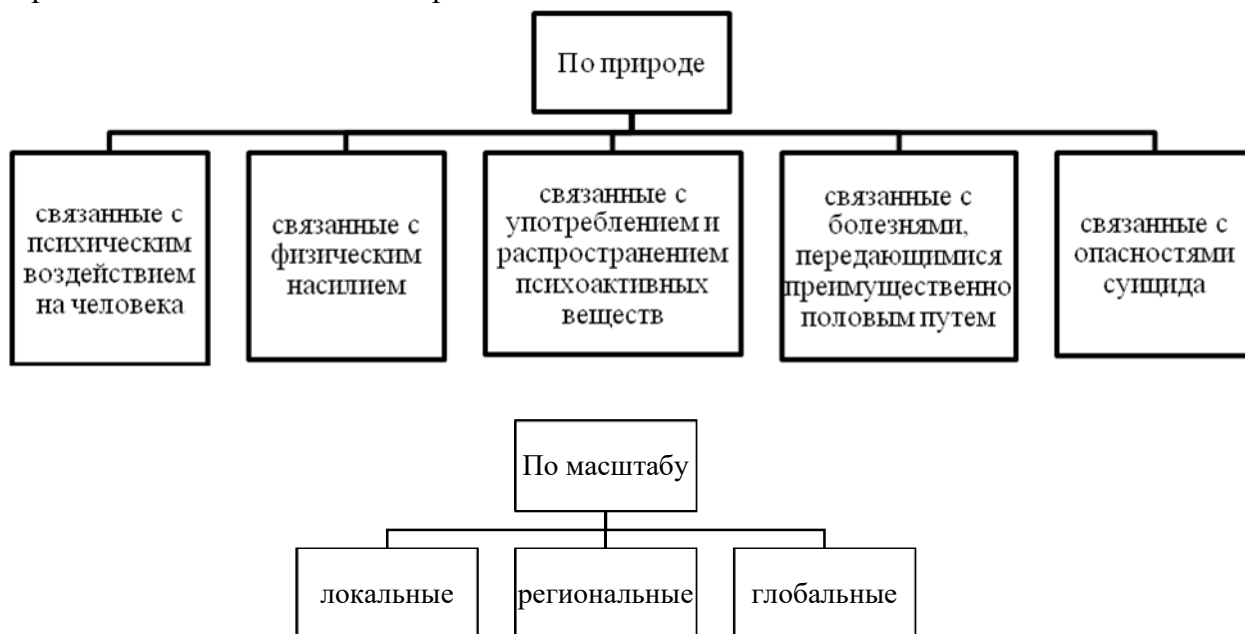 По природе
связанные с
психическим
воздействием
на человека
связанные с
физическим
насилием
связанные с
употреблением и
распространением
психоактивных
веществ
связанные с
болезнями,
передающимися
преимущественно
половым путем
связанные с
опасностями
суицида
По масштабу
локальные
региональные
глобальные